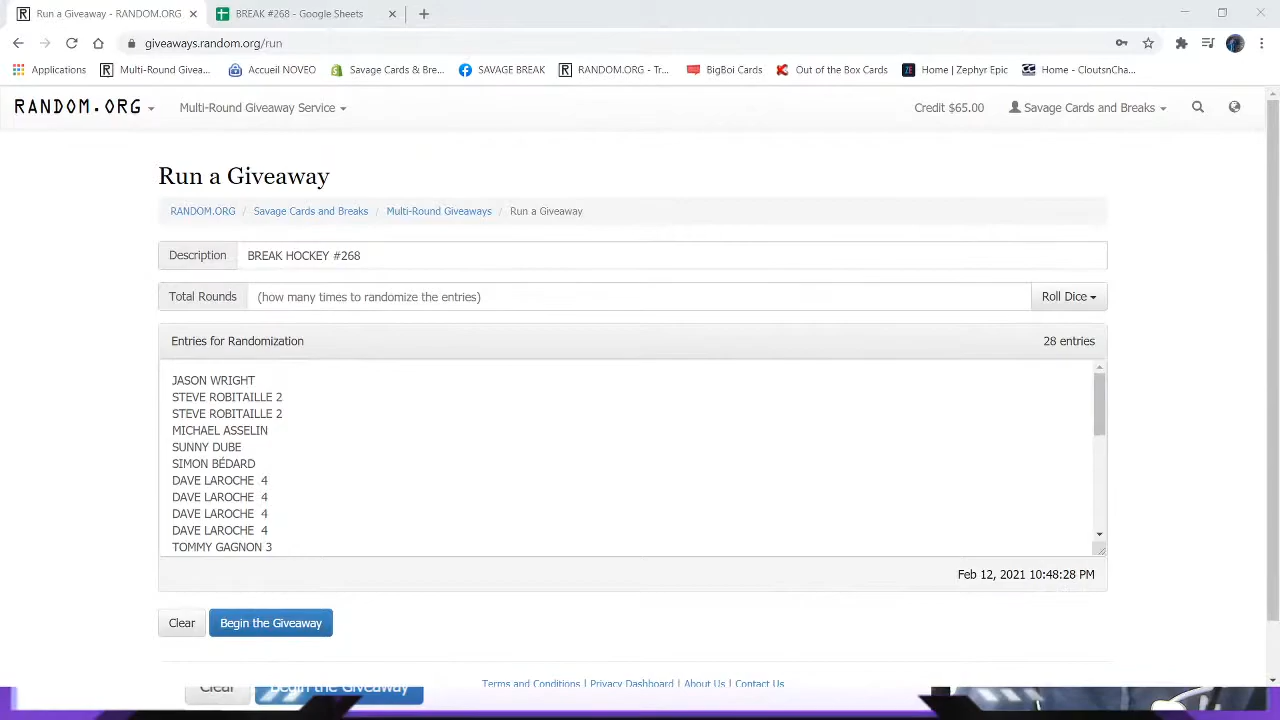 Run a Giveaway - RANDOM.ORG
BREAK #268 - Google Sheets
giveaways.random.org/run
Applications
Multi-Round Givea...
Accueil NOVEO
Savage Cards & Bre...
SAVAGE BREAK
RANDOM.ORG - Tr...
BigBoi Cards
Out of the Box Cards
Home | Zephyr Epic
Home - CloutsnCha...
RANDOM.ORG
Multi-Round Giveaway Service
Credit $65.00
Savage Cards and Breaks
Run a Giveaway
RANDOM.ORG / Savage Cards and Breaks / Multi-Round Giveaways / Run a Giveaway
Description BREAK HOCKEY #268
Total Rounds (how many times to randomize the entries) Roll Dice
Entries for Randomization 28 entries
JASON WRIGHT
STEVE ROBITAILLE 2
STEVE ROBITAILLE 2
MICHAEL ASSELIN
SUNNY DUBE
SIMON BÉDARD
DAVE LAROCHE 4
DAVE LAROCHE 4
DAVE LAROCHE 4
DAVE LAROCHE 4
TOMMY GAGNON 3
Feb 12, 2021 10:48:28 PM
Clear Begin the Giveaway
Terms and Conditions | Privacy Dashboard | About Us | Contact Us
Clear Begin the Giveaway